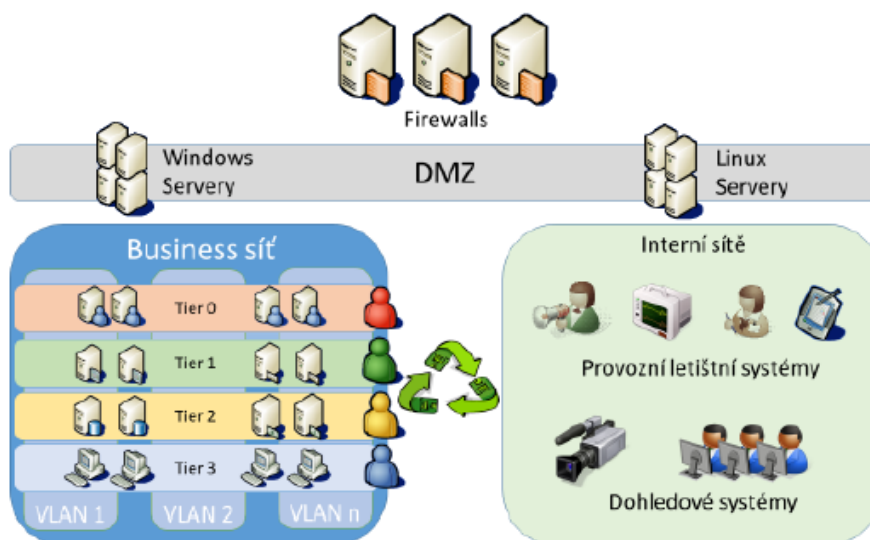 Firewalls
Windows
Servery
DMZ
Linux
Servery
Business síť
Tier 0
Tier 1
Tier 2
Tier 3
VLAN 1
VLAN 2
VLAN n
Interní sítě
Provozní letištní systémy
Dohledové systémy